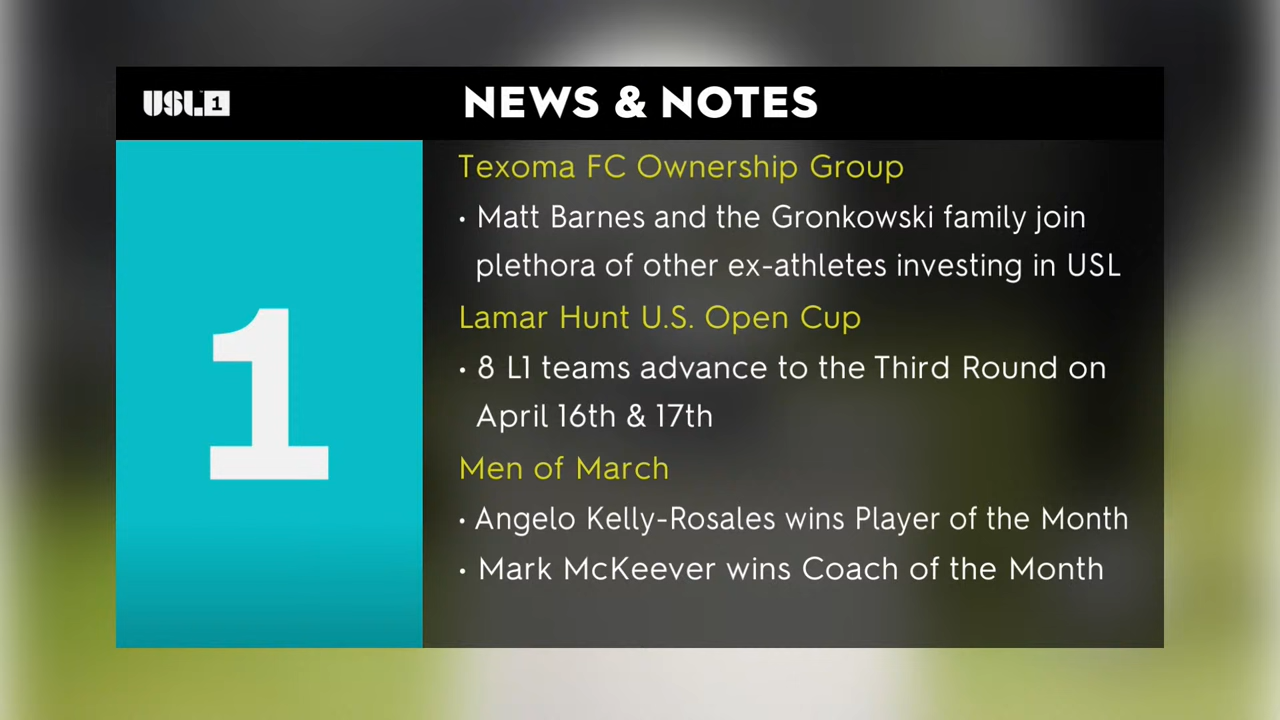 USL 1
NEWS & NOTES
1
Texoma FC Ownership Group
• Matt Barnes and the Gronkowski family join
plethora of other ex-athletes investing in USL
Lamar Hunt U.S. Open Cup
• 8 L1 teams advance to the Third Round on
April 16th & 17th
Men of March
• Angelo Kelly-Rosales wins Player of the Month
• Mark McKeever wins Coach of the Month